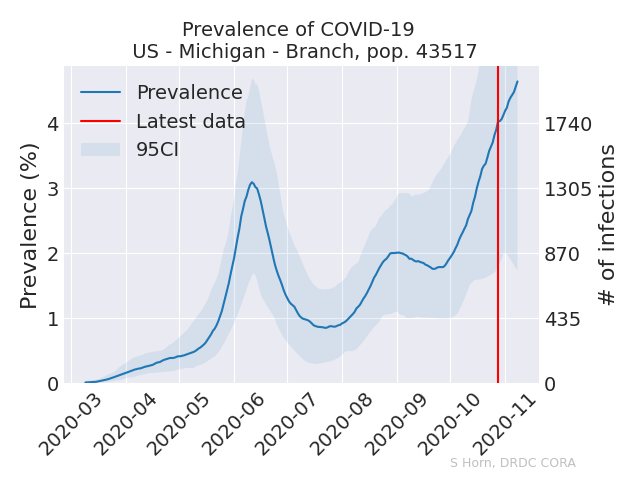 Prevalence of COVID-19
US - Michigan - Branch, pop. 43517
Prevalence
Latest data
95CI
Prevalence (%)
4
3
2
1
0
# of infections
1740
1305
870
435
0
2020-03
2020-04
2020-05
2020-06
2020-07
2020-08
2020-09
2020-10
2020-11
S Horn, DRDC CORA